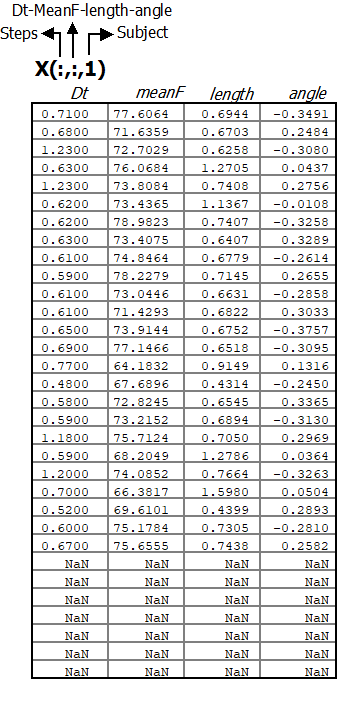 Dt-MeanF-length-angle
Steps Subject
X(:,:,1)
Dt meanF length angle
0.7100 77.6064 0.6944 -0.3491
0.6800 71.6359 0.6703 0.2484
1.2300 72.7029 0.6258 -0.3080
0.6300 76.0684 1.2705 0.0437
1.2300 73.8084 0.7408 0.2756
0.6200 73.4365 1.1367 -0.0108
0.6200 78.9823 0.7407 -0.3258
0.6300 73.4075 0.6407 0.3289
0.6100 74.8464 0.6779 -0.2614
0.5900 78.2279 0.7145 0.2655
0.6100 73.0446 0.6631 -0.2858
0.6100 71.4293 0.6822 0.3033
0.6500 73.9144 0.6752 -0.3757
0.6900 77.1466 0.6518 -0.3095
0.7700 64.1832 0.9149 0.1316
0.4800 67.6896 0.4314 -0.2450
0.5800 72.8245 0.6545 0.3365
0.5900 73.2152 0.6894 -0.3130
1.1800 75.7124 0.7050 0.2969
0.5900 68.2049 1.2786 0.0364
1.2000 74.0852 0.7664 -0.3263
0.7000 66.3817 1.5980 0.0504
0.5200 69.6101 0.4399 0.2893
0.6000 75.1784 0.7305 -0.2810
0.6700 75.6555 0.7438 0.2582
NaN NaN NaN NaN
NaN NaN NaN NaN
NaN NaN NaN NaN
NaN NaN NaN NaN
NaN NaN NaN NaN
NaN NaN NaN NaN
NaN NaN NaN NaN